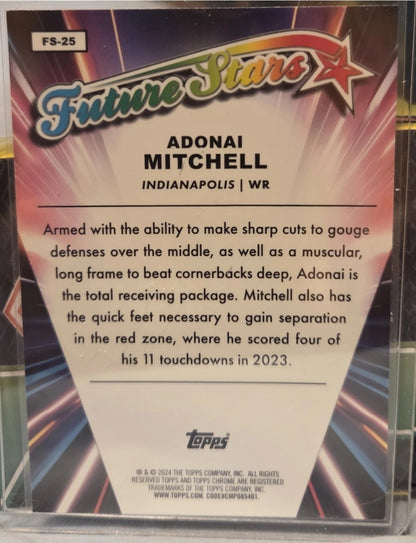 FS-25
Future Stars
ADONAI
MITCHELL
INDIANAPOLIS | WR
Armed with the ability to make sharp cuts to gouge
defenses over the middle, as well as a muscular,
long frame to beat cornerbacks deep, Adonai is
the total receiving package. Mitchell also has
the quick feet necessary to gain separation
in the red zone, where he scored four of
his 11 touchdowns in 2023.
Topps
® & © 2024 THE TOPPS COMPANY, INC. ALL RIGHTS
RESERVED TOPPS AND TOPPS CHROME ARE REGISTERED
TRADEMARKS OF THE TOPPS COMPANY, INC.
WWW.TOPPS.COM. CODE#CMP085401.